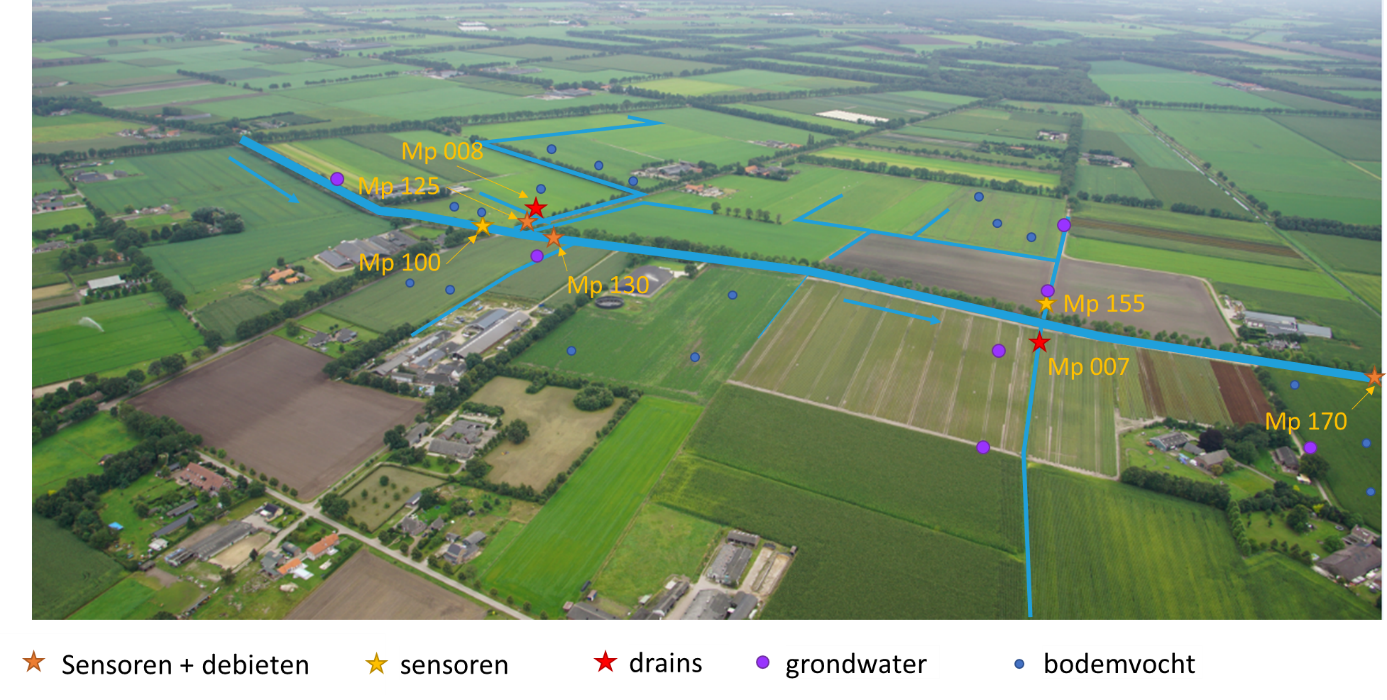 Mp 008
Mp 125
Mp 100
Mp 130
Mp 155
Mp 007
Mp 170
Sensoren + debieten
sensoren
drains
grondwater
bodemvocht